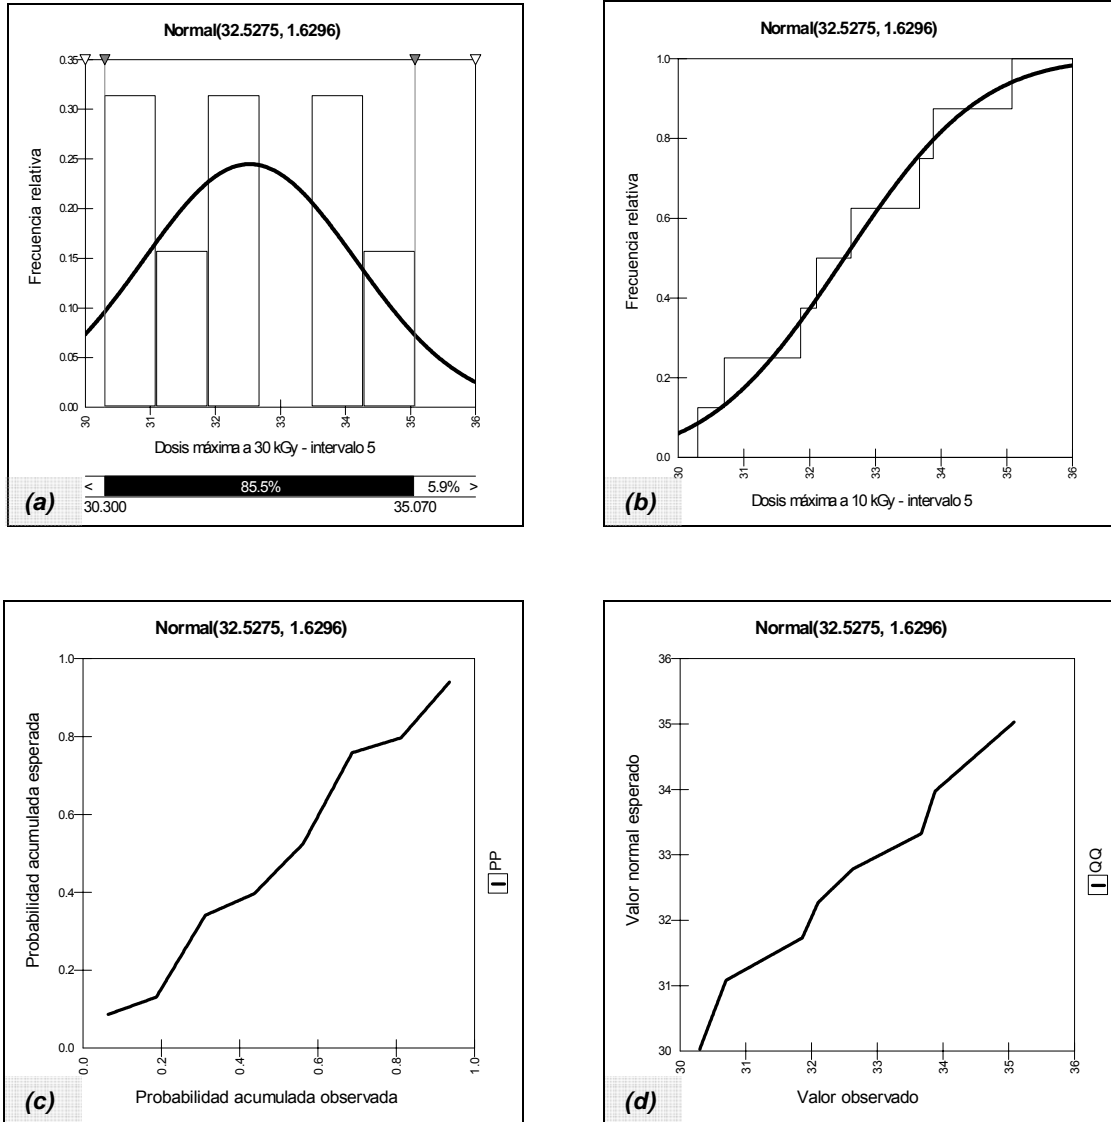 Normal(32.5275, 1.6296)
0.35
0.30
0.25
0.20
0.15
0.10
0.05
0.00
Frecuencia relativa
30 31 32 33 34 35 36
Dosis máxima a 30 kGy - intervalo 5
< 85.5% 5.9% >
30.300 35.070
(a)
Normal(32.5275, 1.6296)
1.0
0.8
0.6
0.4
0.2
0.0
Frecuencia relativa
30 31 32 33 34 35 36
Dosis máxima a 10 kGy - intervalo 5
(b)
Normal(32.5275, 1.6296)
1.0
0.8
0.6
0.4
0.2
0.0
Probabilidad acumulada esperada
0.0 0.2 0.4 0.6 0.8 1.0
Probabilidad acumulada observada
PP
(c)
Normal(32.5275, 1.6296)
36
35
34
33
32
31
30
Valor normal esperado
30 31 32 33 34 35 36
Valor observado
QQ
(d)